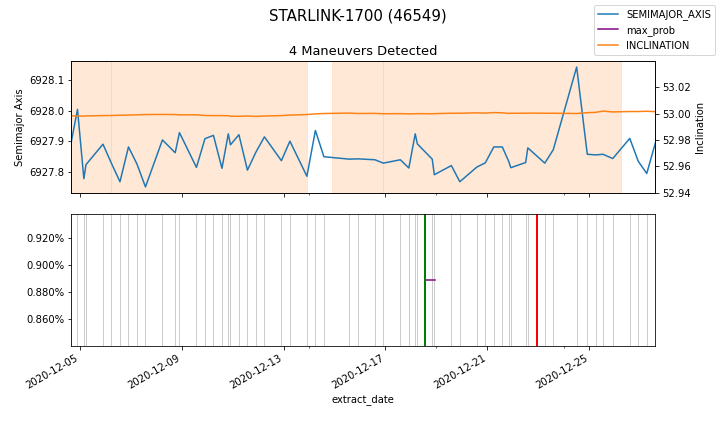 STARLINK-1700 (46549)
SEMIMAJOR_AXIS
max_prob
INCLINATION
4 Maneuvers Detected
Semimajor Axis
6928.1
6928.0
6927.9
6927.8
53.02
53.00
52.98
52.96
52.94
Inclination
0.920%
0.900%
0.880%
0.860%
2020-12-05
2020-12-09
2020-12-13
2020-12-17
2020-12-21
2020-12-25
extract_date